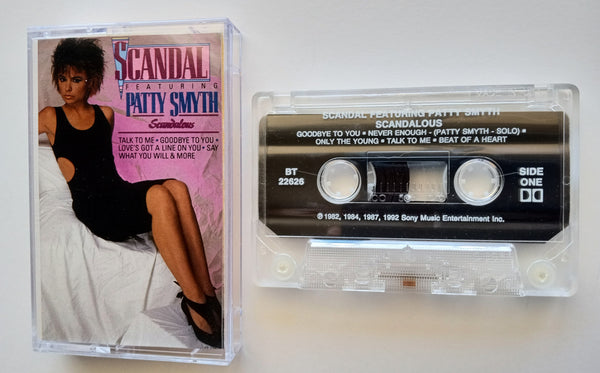 SCANDAL
FEATURING
PATTY SMYTH
Scandalous
TALK TO ME • GOODBYE TO YOU •
LOVE'S GOT A LINE ON YOU • SAY
WHAT YOU WILL & MORE
SCANDAL FEATURING PATTY SMYTH
SCANDALOUS
GOODBYE TO YOU • NEVER ENOUGH - (PATTY SMYTH - SOLO) •
ONLY THE YOUNG • TALK TO ME • BEAT OF A HEART
BT
22626
SIDE
ONE
℗ 1982, 1984, 1987, 1992 Sony Music Entertainment Inc.